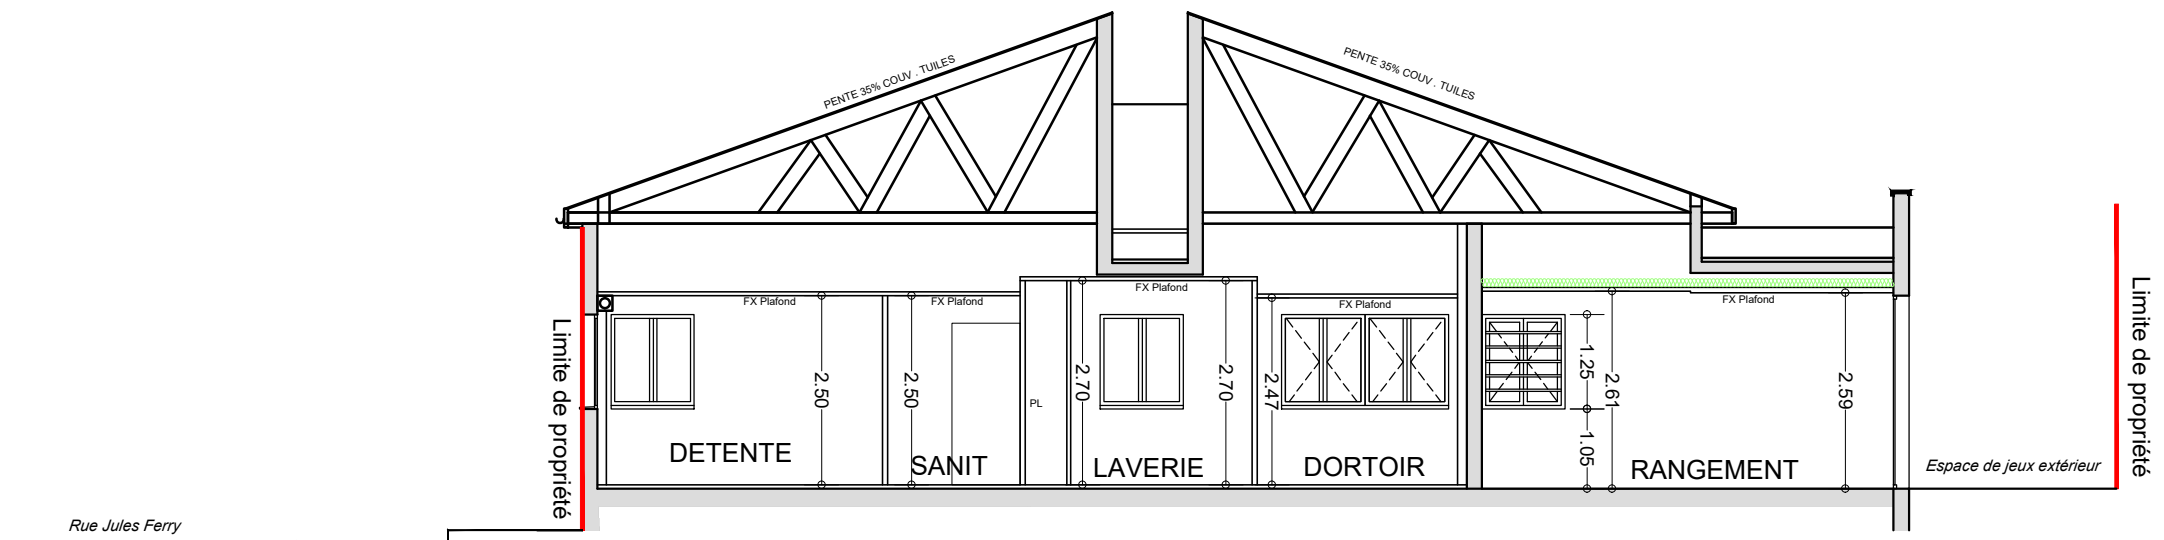 PENTE 35% COUV . TUILES
PENTE 35% COUV . TUILES
FX Plafond
FX Plafond
FX Plafond
FX Plafond
FX Plafond
Limite de propriété
2.50
2.50
PL
2.70
2.70
2.47
1.25
2.61
1.05
2.59
Limite de propriété
DETENTE
SANIT
LAVERIE
DORTOIR
RANGEMENT
Espace de jeux extérieur
Rue Jules Ferry